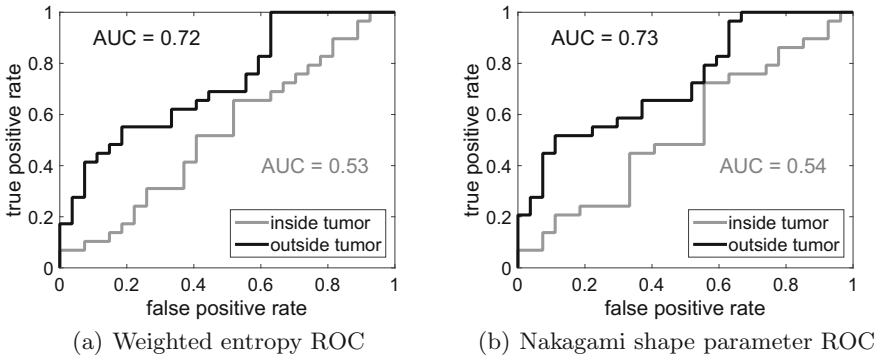 AUC = 0.72
AUC = 0.53
true positive rate
1
0.8
0.6
0.4
0.2
0
0 0.2 0.4 0.6 0.8 1
false positive rate
inside tumor
outside tumor
(a) Weighted entropy ROC
AUC = 0.73
AUC = 0.54
true positive rate
1
0.8
0.6
0.4
0.2
0
0 0.2 0.4 0.6 0.8 1
false positive rate
inside tumor
outside tumor
(b) Nakagami shape parameter ROC